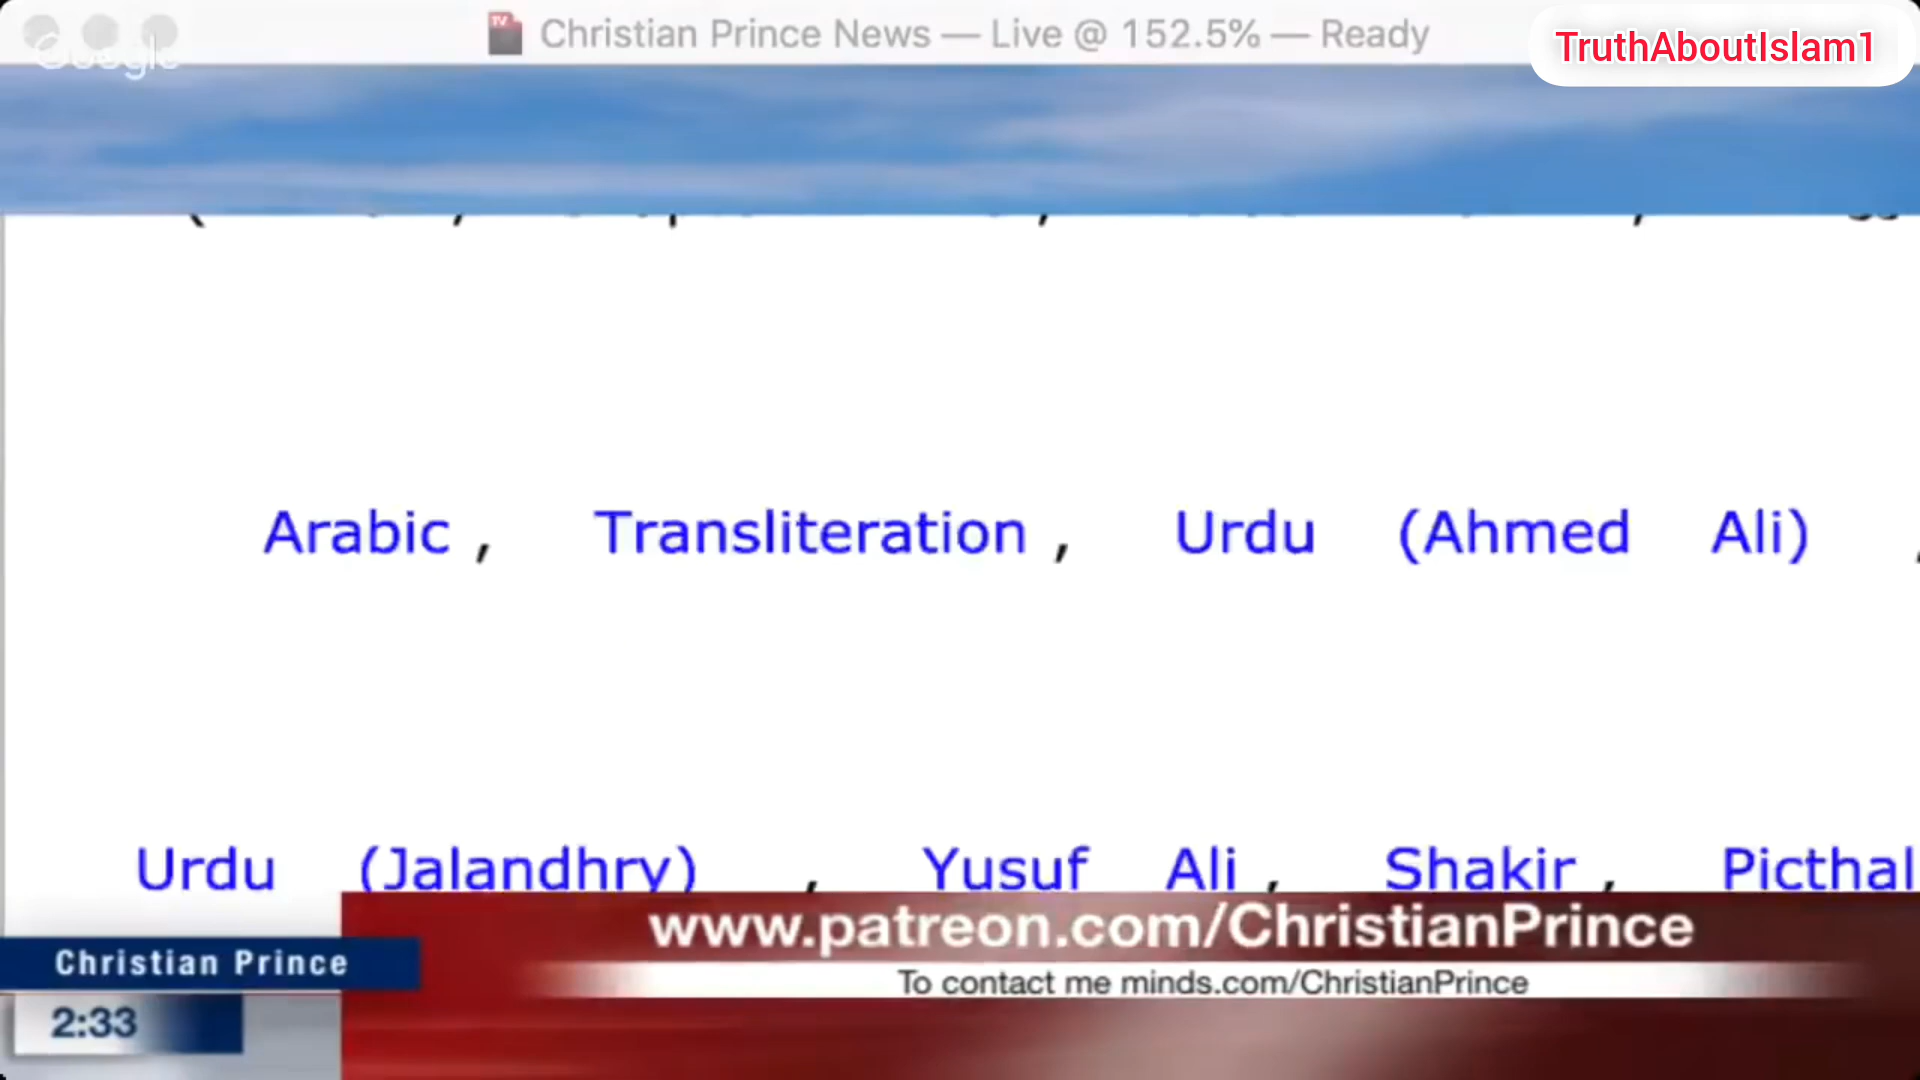 Christian Prince News — Live @ 152.5% — Ready
TruthAboutIslam1
Google
Arabic , Transliteration , Urdu (Ahmed Ali) ,
Urdu (Jalandhry) , Yusuf Ali , Shakir , Picthal
www.patreon.com/ChristianPrince
To contact me minds.com/ChristianPrince
Christian Prince
2:33